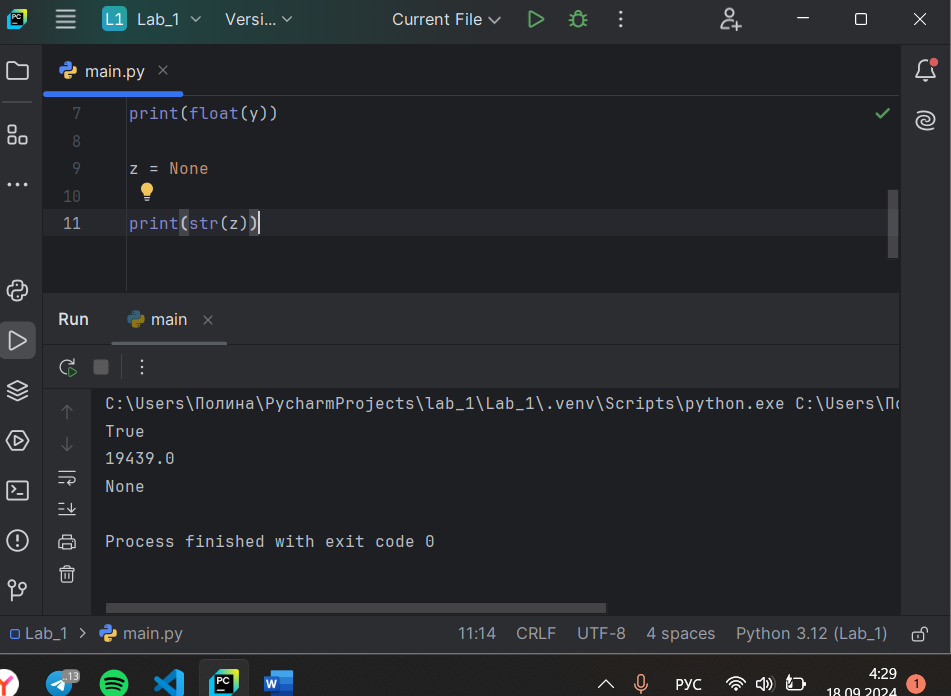 PC L1 Lab_1 Versi... Current File
main.py
7 print(float(y))
8
9 z = None
10
11 print(str(z))
Run main
C:\Users\Полина\PycharmProjects\lab_1\Lab_1\.venv\Scripts\python.exe C:\Users\
True
19439.0
None
Process finished with exit code 0
Lab_1 > main.py 11:14 CRLF UTF-8 4 spaces Python 3.12 (Lab_1)
13 PC W РУС 4:29 1
18.09.2024